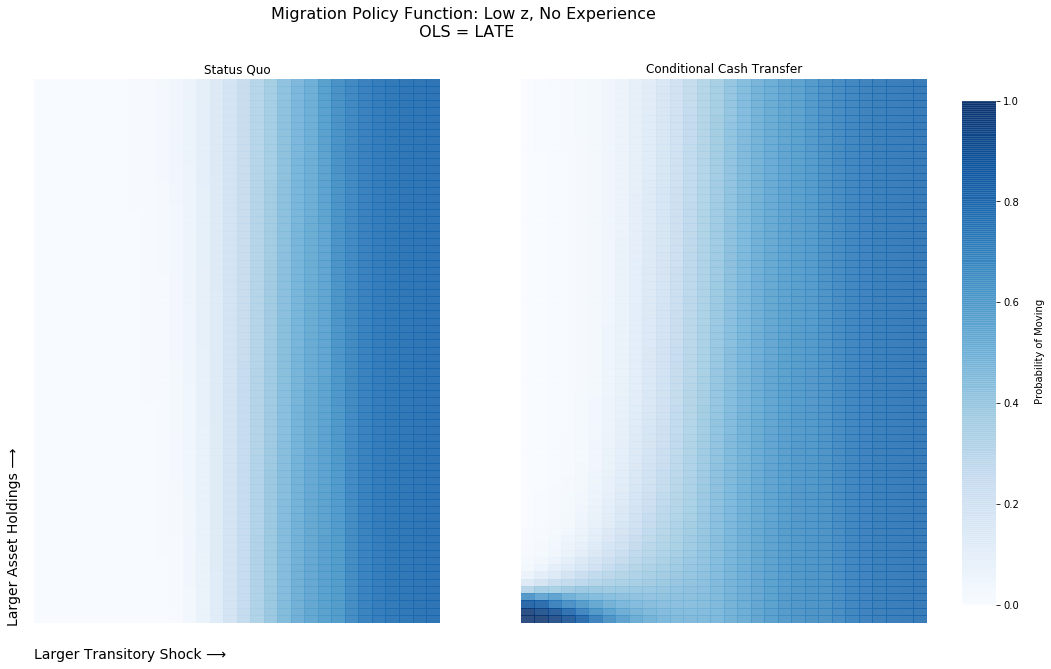 Migration Policy Function: Low z, No Experience
OLS = LATE
Status Quo
Conditional Cash Transfer
1.0
0.8
0.6
0.4
0.2
0.0
Probability of Moving
Larger Asset Holdings ⟶
Larger Transitory Shock ⟶